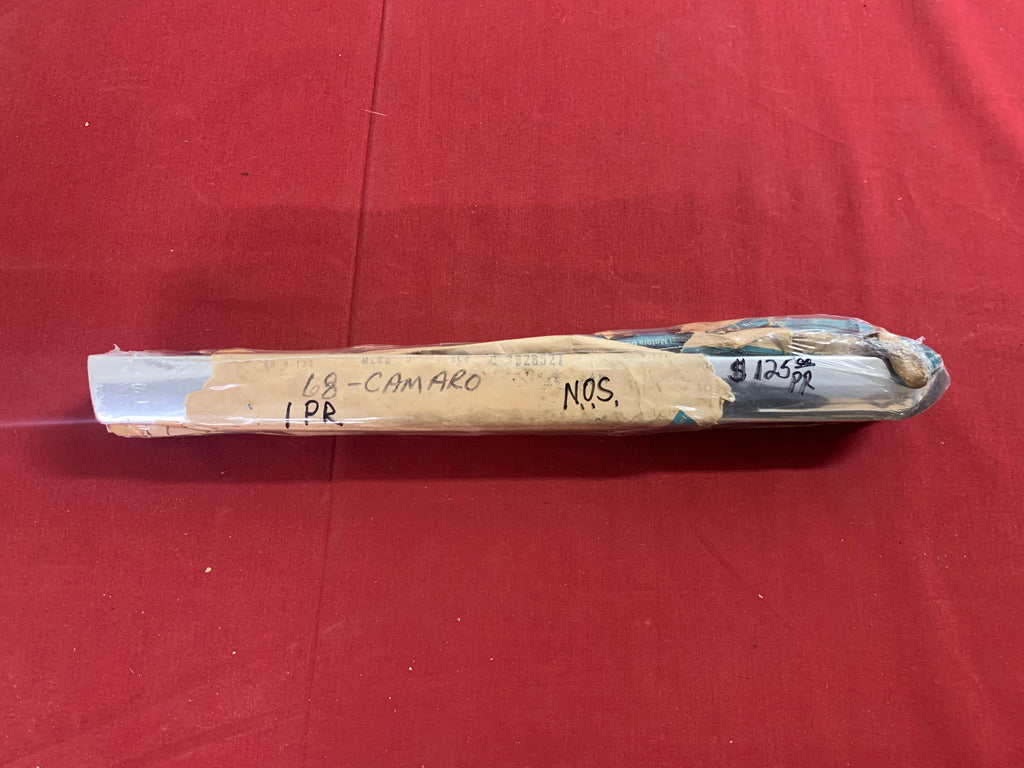 68-CAMARO
1 PR
N.O.S.
$125.00
PR